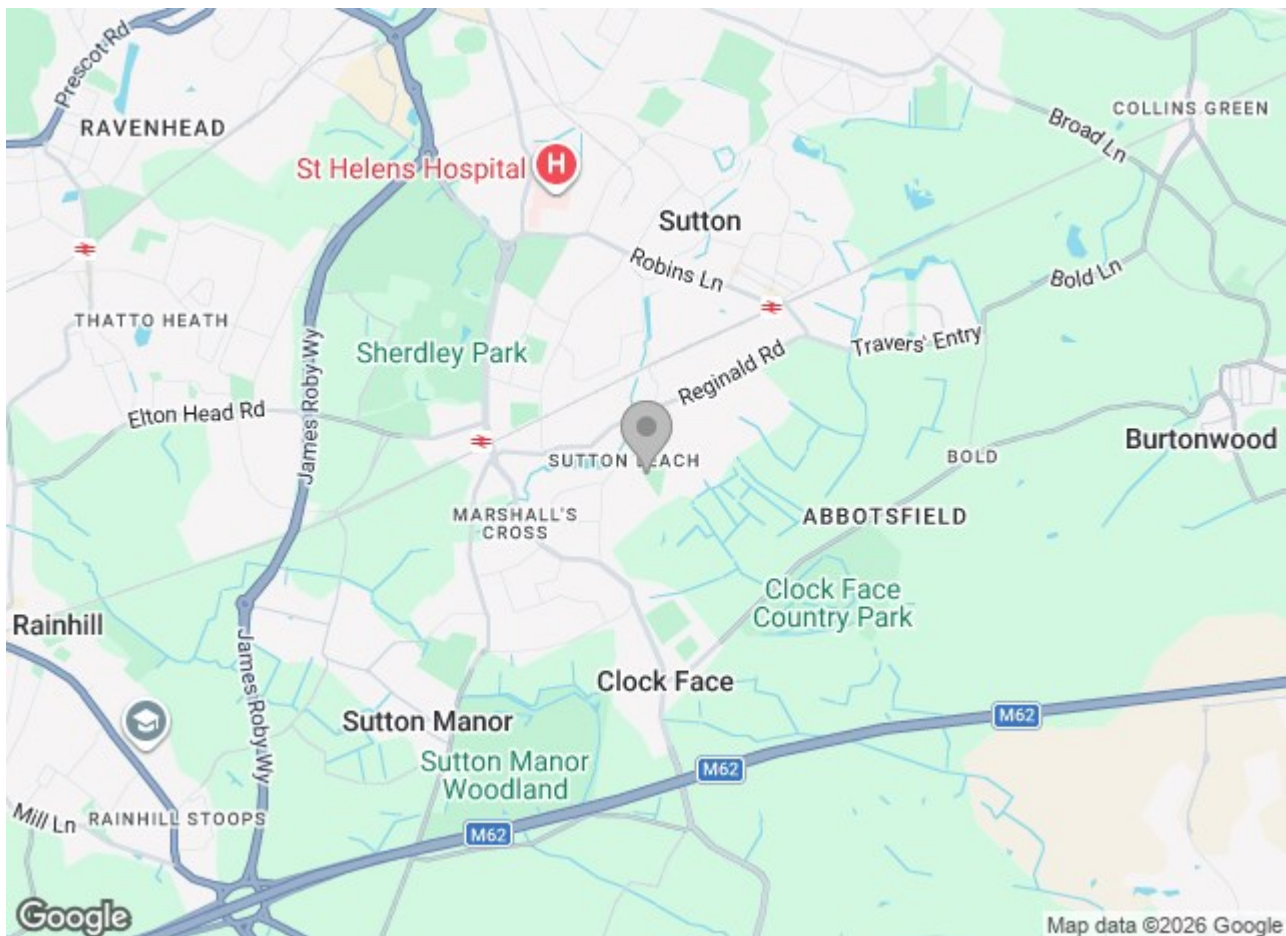 Prescot Rd
RAVENHEAD
COLLINS GREEN
Broad Ln
St Helens Hospital
H
Sutton
Robins Ln
Bold Ln
THATTO HEATH
Travers' Entry
James Roby Wy
Sherdley Park
Reginald Rd
Elton Head Rd
Burtonwood
SUTTON LEACH
BOLD
MARSHALL'S
CROSS
ABBOTSFIELD
Clock Face
Country Park
Rainhill
James Roby Wy
Clock Face
Sutton Manor
M62
Sutton Manor
Woodland
M62
Mill Ln
RAINHILL STOOPS
M62
Google
Map data ©2026 Google